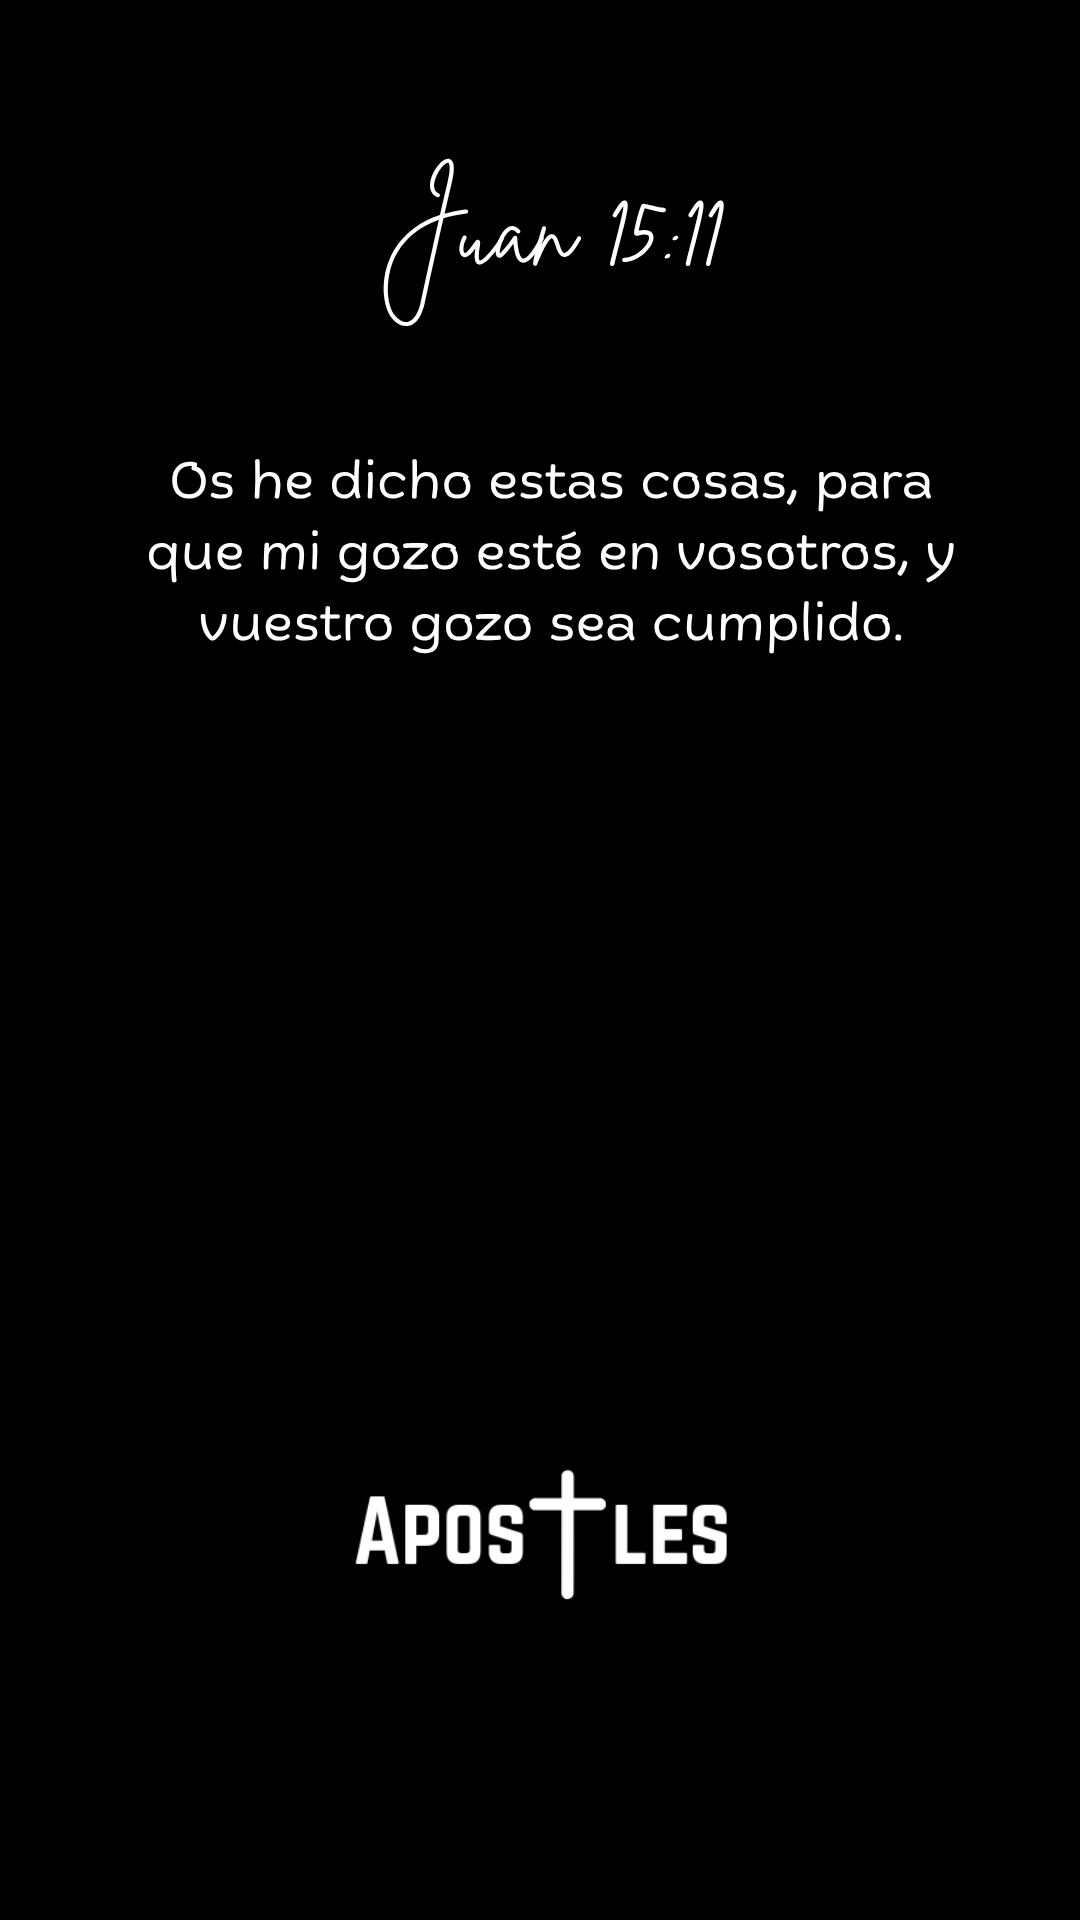 Juan 15:11
Os he dicho estas cosas, para
que mi gozo esté en vosotros, y
vuestro gozo sea cumplido.
APOSTLES